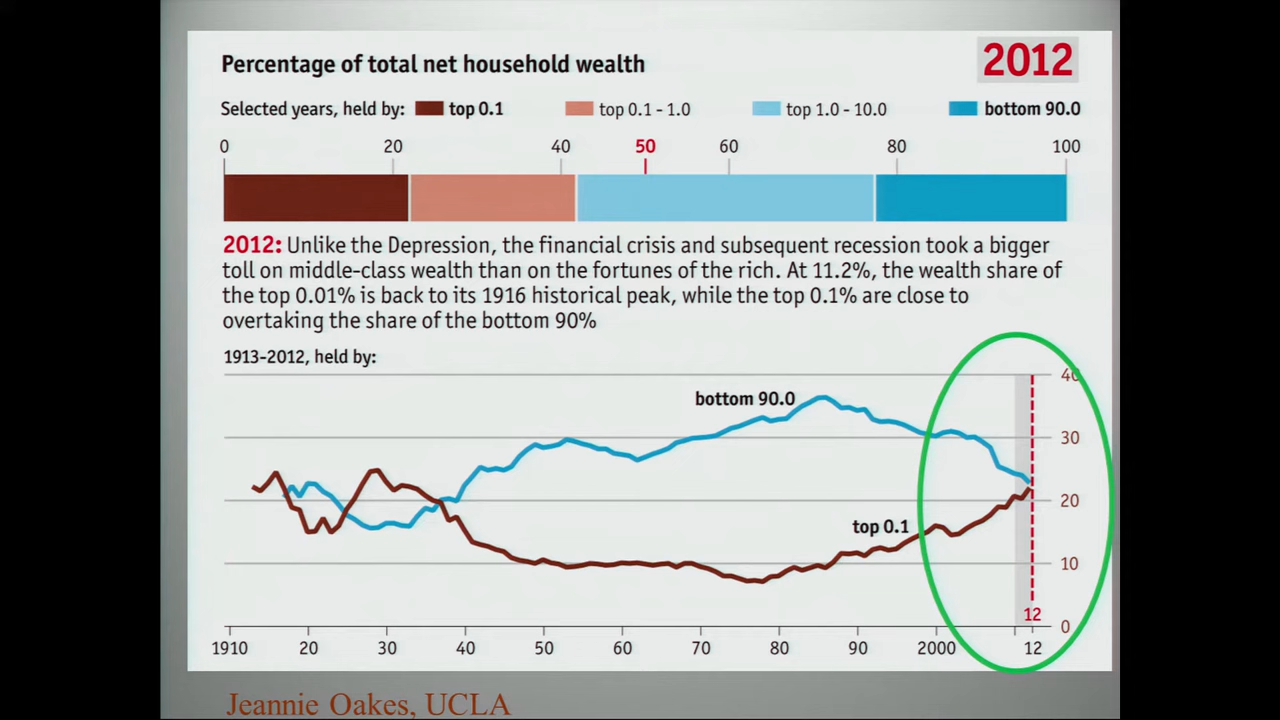 Percentage of total net household wealth
2012
Selected years, held by: top 0.1 top 0.1 - 1.0 top 1.0 - 10.0 bottom 90.0
0 20 40 50 60 80 100
2012: Unlike the Depression, the financial crisis and subsequent recession took a bigger
toll on middle-class wealth than on the fortunes of the rich. At 11.2%, the wealth share of
the top 0.01% is back to its 1916 historical peak, while the top 0.1% are close to
overtaking the share of the bottom 90%
1913-2012, held by:
40
bottom 90.0
30
20
top 0.1
10
12
0
1910 20 30 40 50 60 70 80 90 2000 12
Jeannie Oakes, UCLA